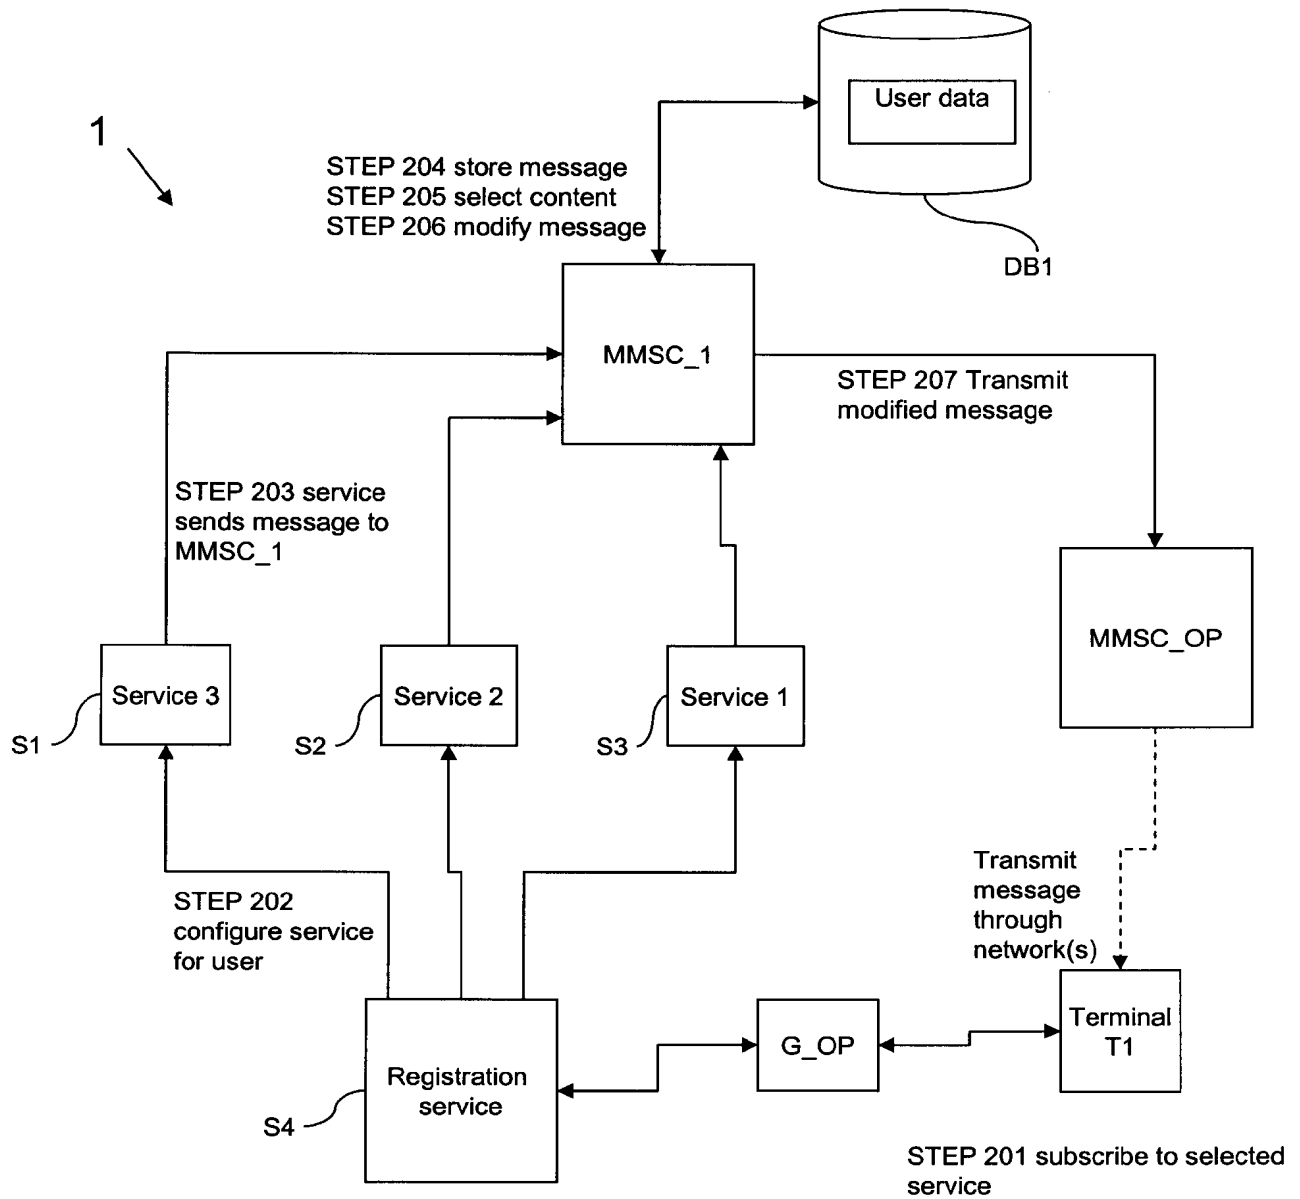 User data
1
STEP 204 store message
STEP 205 select content
STEP 206 modify message
DB1
MMSC_1
STEP 207 Transmit
modified message
STEP 203 service
sends message to
MMSC_1
MMSC_OP
Service 3
Service 2
Service 1
S1
S2
S3
Transmit
message
through
network(s)
STEP 202
configure service
for user
Terminal
T1
G_OP
Registration
service
S4
STEP 201 subscribe to selected
service